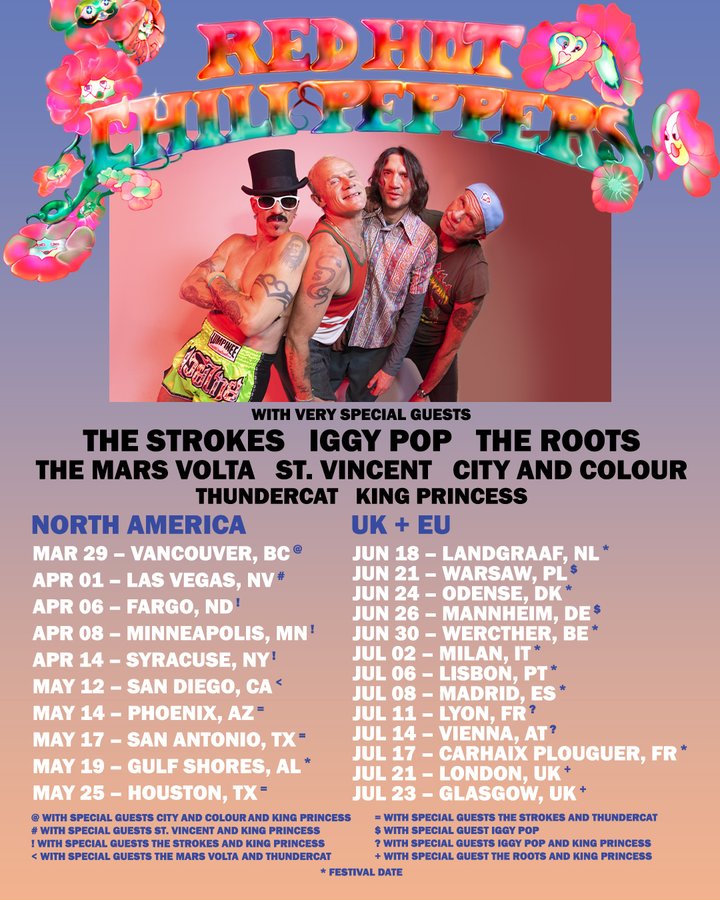 RED HOT
CHILI PEPPERS
WITH VERY SPECIAL GUESTS
THE STROKES IGGY POP THE ROOTS
THE MARS VOLTA ST. VINCENT CITY AND COLOUR
THUNDERCAT KING PRINCESS
NORTH AMERICA
MAR 29 – VANCOUVER, BC @
APR 01 – LAS VEGAS, NV #
APR 06 – FARGO, ND !
APR 08 – MINNEAPOLIS, MN !
APR 14 – SYRACUSE, NY !
MAY 12 – SAN DIEGO, CA <
MAY 14 – PHOENIX, AZ =
MAY 17 – SAN ANTONIO, TX =
MAY 19 – GULF SHORES, AL *
MAY 25 – HOUSTON, TX =
UK + EU
JUN 18 – LANDGRAAF, NL *
JUN 21 – WARSAW, PL $
JUN 24 – ODENSE, DK *
JUN 26 – MANNHEIM, DE $
JUN 30 – WERCTHER, BE *
JUL 02 – MILAN, IT *
JUL 06 – LISBON, PT *
JUL 08 – MADRID, ES *
JUL 11 – LYON, FR ?
JUL 14 – VIENNA, AT ?
JUL 17 – CARHAIX PLOUGUER, FR *
JUL 21 – LONDON, UK +
JUL 23 – GLASGOW, UK +
@ WITH SPECIAL GUESTS CITY AND COLOUR AND KING PRINCESS
# WITH SPECIAL GUESTS ST. VINCENT AND KING PRINCESS
! WITH SPECIAL GUESTS THE STROKES AND KING PRINCESS
< WITH SPECIAL GUESTS THE MARS VOLTA AND THUNDERCAT
= WITH SPECIAL GUESTS THE STROKES AND THUNDERCAT
$ WITH SPECIAL GUEST IGGY POP
? WITH SPECIAL GUESTS IGGY POP AND KING PRINCESS
+ WITH SPECIAL GUEST THE ROOTS AND KING PRINCESS
* FESTIVAL DATE